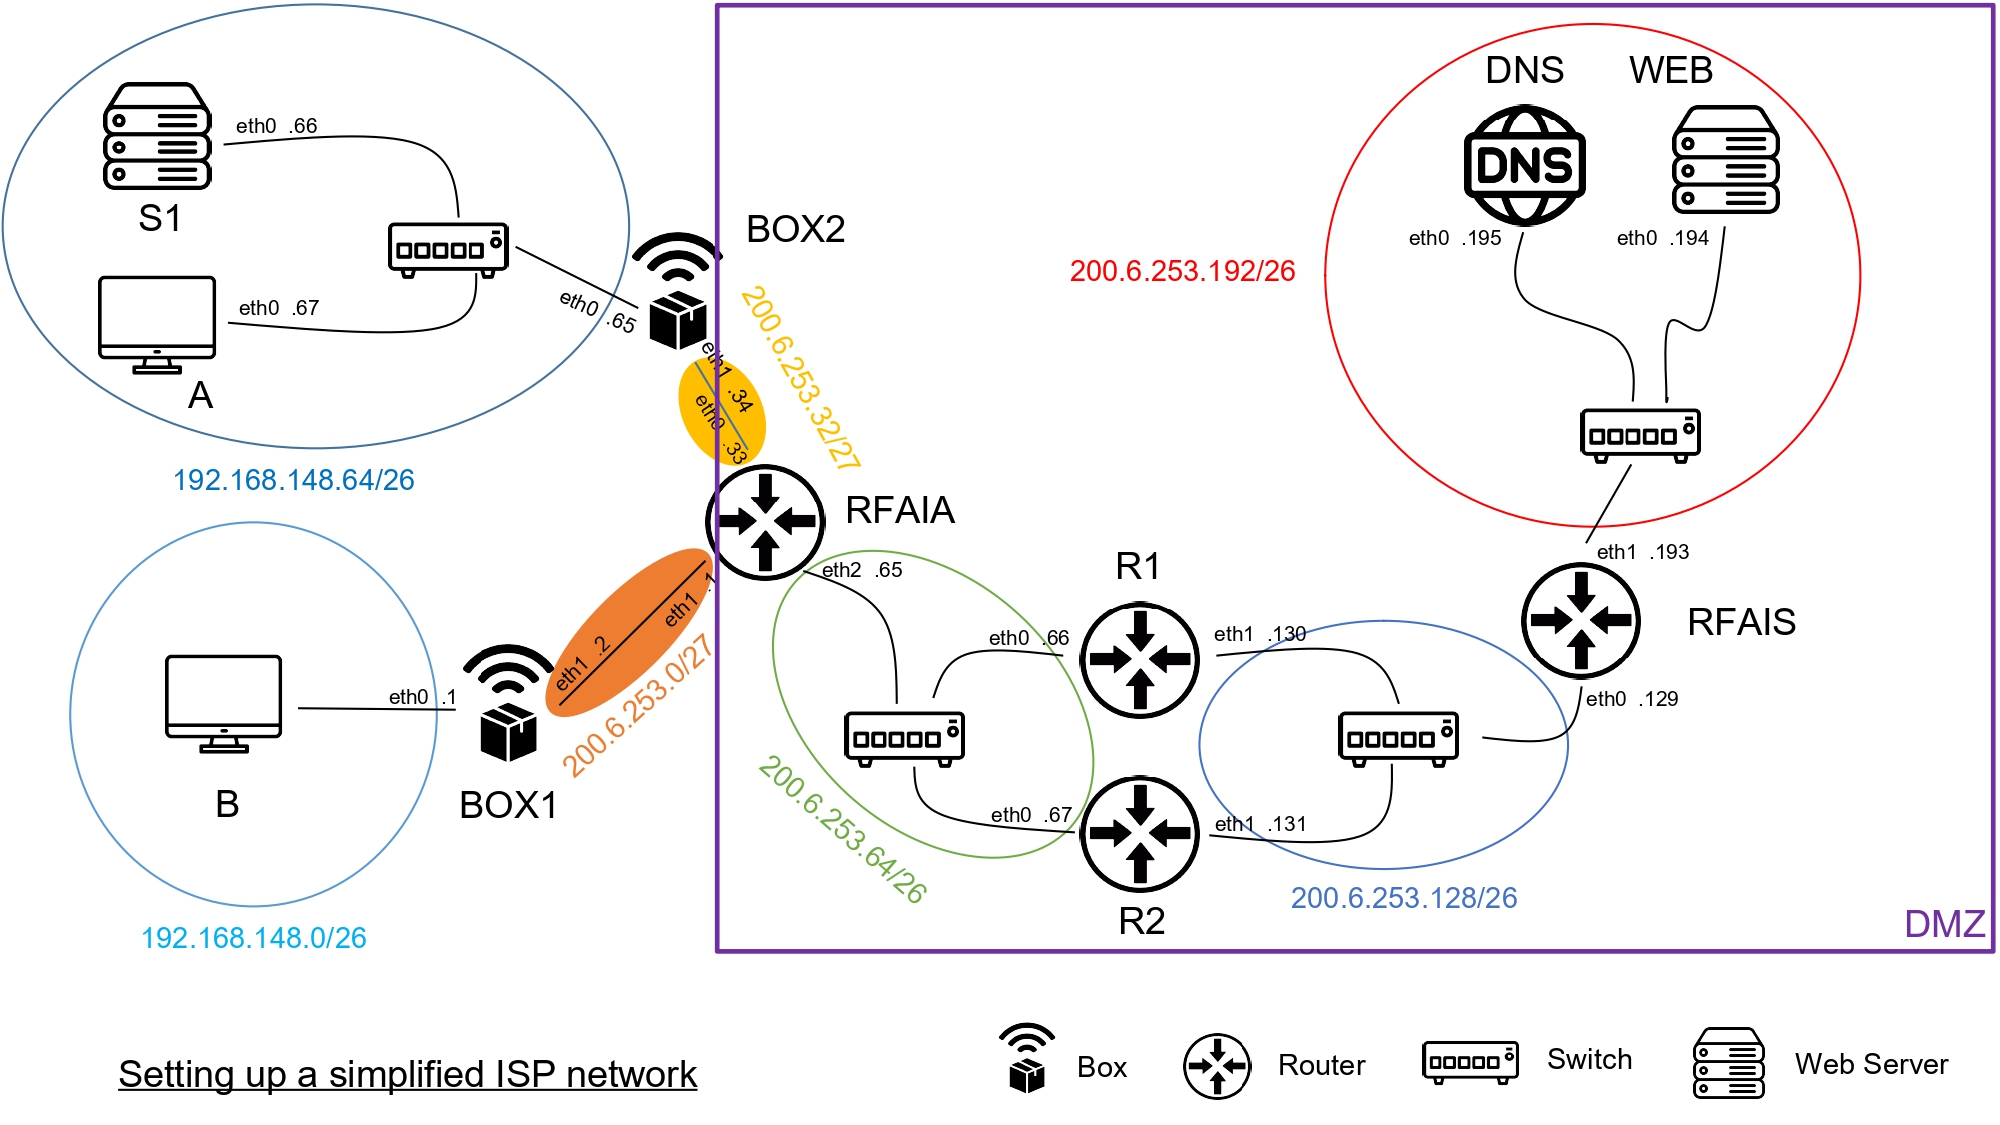 DNS WEB
eth0 .66
DNS
S1
BOX2
eth0 .195
eth0 .194
200.6.253.192/26
eth0 .65
eth0 .67
A
200.6.253.32/27
eth1 .34
eth0 .33
192.168.148.64/26
RFAIA
eth1 .193
eth2 .65
R1
RFAIS
eth1 .1
eth1 .2
200.6.253.0/27
eth0 .66
eth1 .130
eth0 .1
eth0 .129
B
BOX1
200.6.253.64/26
eth0 .67
eth1 .131
200.6.253.128/26
R2
DMZ
192.168.148.0/26
Setting up a simplified ISP network
Box
Router
Switch
Web Server